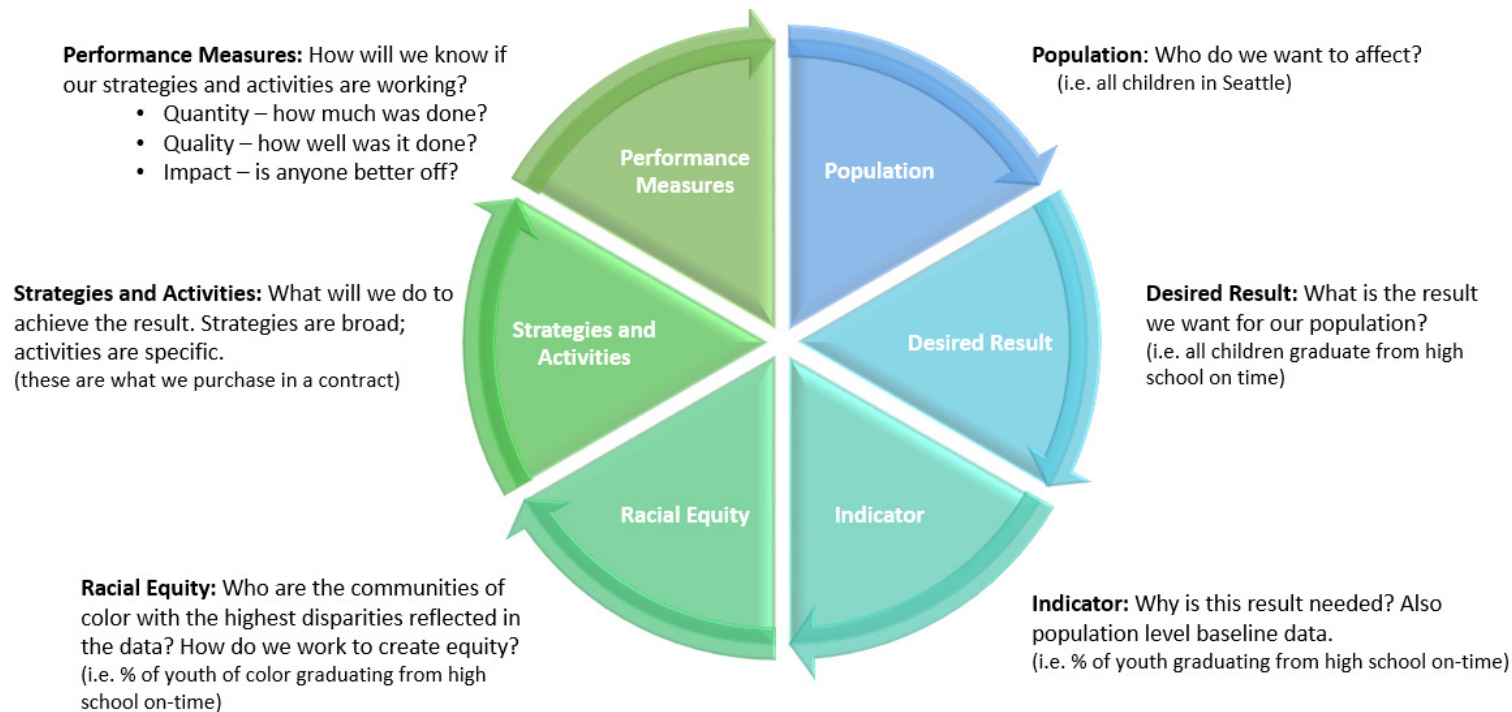 Performance Measures: How will we know if
our strategies and activities are working?
• Quantity – how much was done?
• Quality – how well was it done?
• Impact – is anyone better off?
Population: Who do we want to affect?
(i.e. all children in Seattle)
Performance
Measures
Population
Strategies and Activities: What will we do to
achieve the result. Strategies are broad;
activities are specific.
(these are what we purchase in a contract)
Strategies and
Activities
Desired Result
Desired Result: What is the result
we want for our population?
(i.e. all children graduate from high
school on time)
Racial Equity
Indicator
Racial Equity: Who are the communities of
color with the highest disparities reflected in
the data? How do we work to create equity?
(i.e. % of youth of color graduating from high
school on-time)
Indicator: Why is this result needed? Also
population level baseline data.
(i.e. % of youth graduating from high school on-time)